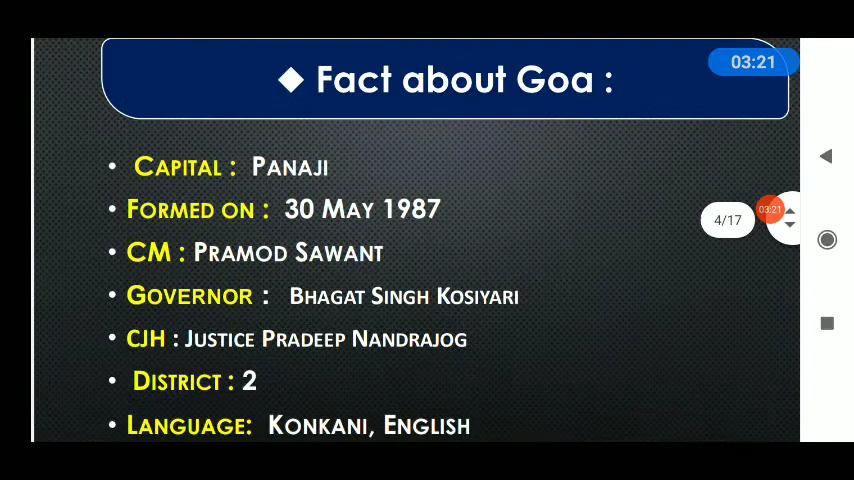 ◆ Fact about Goa :
03:21
• Capital : Panaji
• Formed on : 30 May 1987
03:21
4/17
• CM : Pramod Sawant
• Governor : Bhagat Singh Kosiyari
• CJH : Justice Pradeep Nandrajog
• District : 2
• Language: Konkani, English